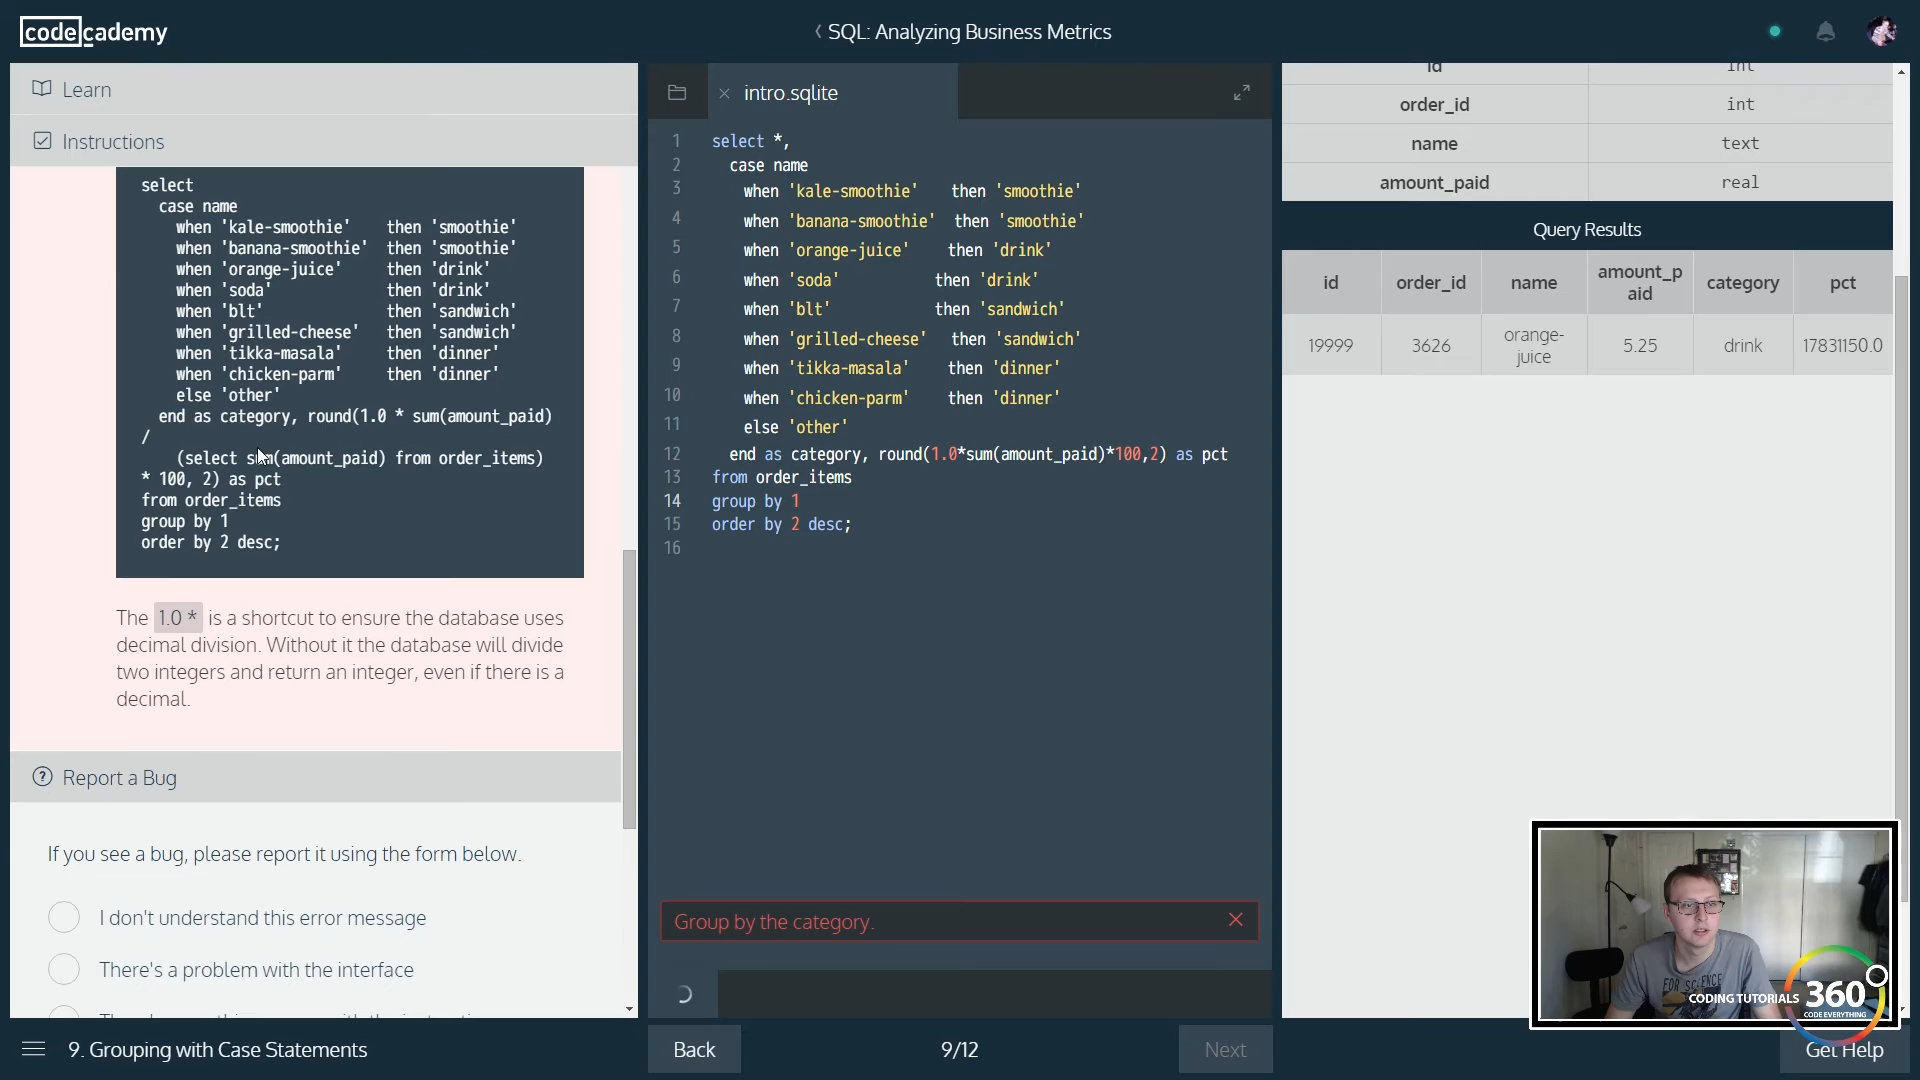 codecademy
SQL: Analyzing Business Metrics
Learn
Instructions
select
case name
when 'kale-smoothie' then 'smoothie'
when 'banana-smoothie' then 'smoothie'
when 'orange-juice' then 'drink'
when 'soda' then 'drink'
when 'blt' then 'sandwich'
when 'grilled-cheese' then 'sandwich'
when 'tikka-masala' then 'dinner'
when 'chicken-parm' then 'dinner'
else 'other'
end as category, round(1.0 * sum(amount_paid)
/
(select sum(amount_paid) from order_items)
* 100, 2) as pct
from order_items
group by 1
order by 2 desc;
The 1.0 * is a shortcut to ensure the database uses
decimal division. Without it the database will divide
two integers and return an integer, even if there is a
decimal.
Report a Bug
If you see a bug, please report it using the form below.
I don't understand this error message
There's a problem with the interface
9. Grouping with Case Statements
intro.sqlite
1 select *,
2 case name
3 when 'kale-smoothie' then 'smoothie'
4 when 'banana-smoothie' then 'smoothie'
5 when 'orange-juice' then 'drink'
6 when 'soda' then 'drink'
7 when 'blt' then 'sandwich'
8 when 'grilled-cheese' then 'sandwich'
9 when 'tikka-masala' then 'dinner'
10 when 'chicken-parm' then 'dinner'
11 else 'other'
12 end as category, round(1.0*sum(amount_paid)*100,2) as pct
13 from order_items
14 group by 1
15 order by 2 desc;
16
Group by the category.
Back
9/12
Next
id int
order_id int
name text
amount_paid real
Query Results
id order_id name amount_p
aid category pct
19999 3626 orange-
juice 5.25 drink 17831150.0
FOR SCIENCE
CODING TUTORIALS 360
CODE EVERYTHING
Get Help